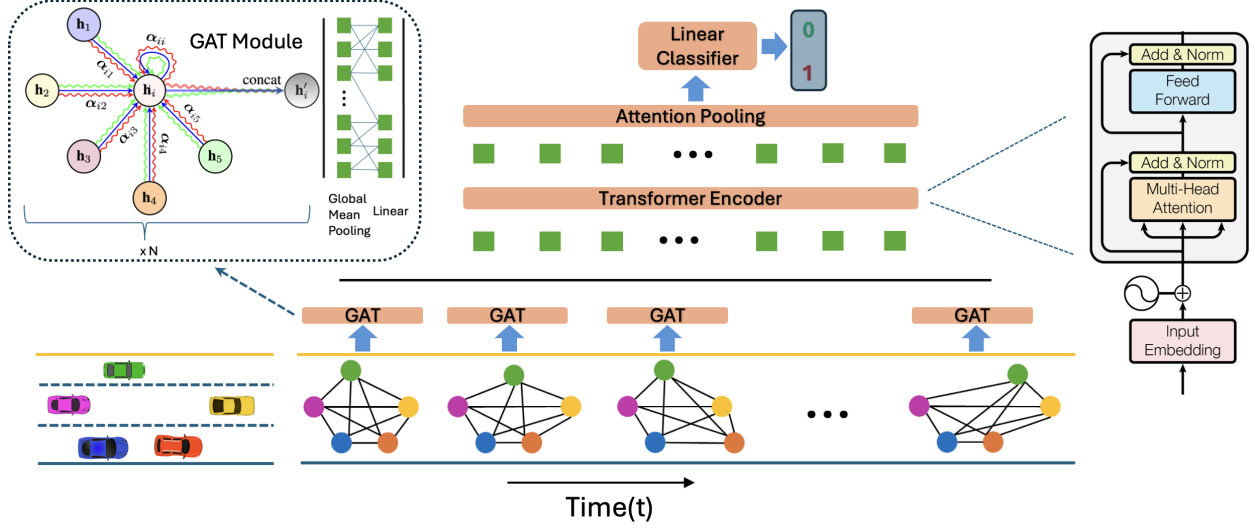 GAT Module
h1
h2
h3
h4
h5
hi
h′i
αii
αi1
αi2
αi3
αi4
αi5
concat
x N
Global
Mean
Pooling
Linear
Linear
Classifier
0
1
Attention Pooling
Transformer Encoder
GAT
GAT
GAT
GAT
Time(t)
Add & Norm
Feed
Forward
Add & Norm
Multi-Head
Attention
Input
Embedding